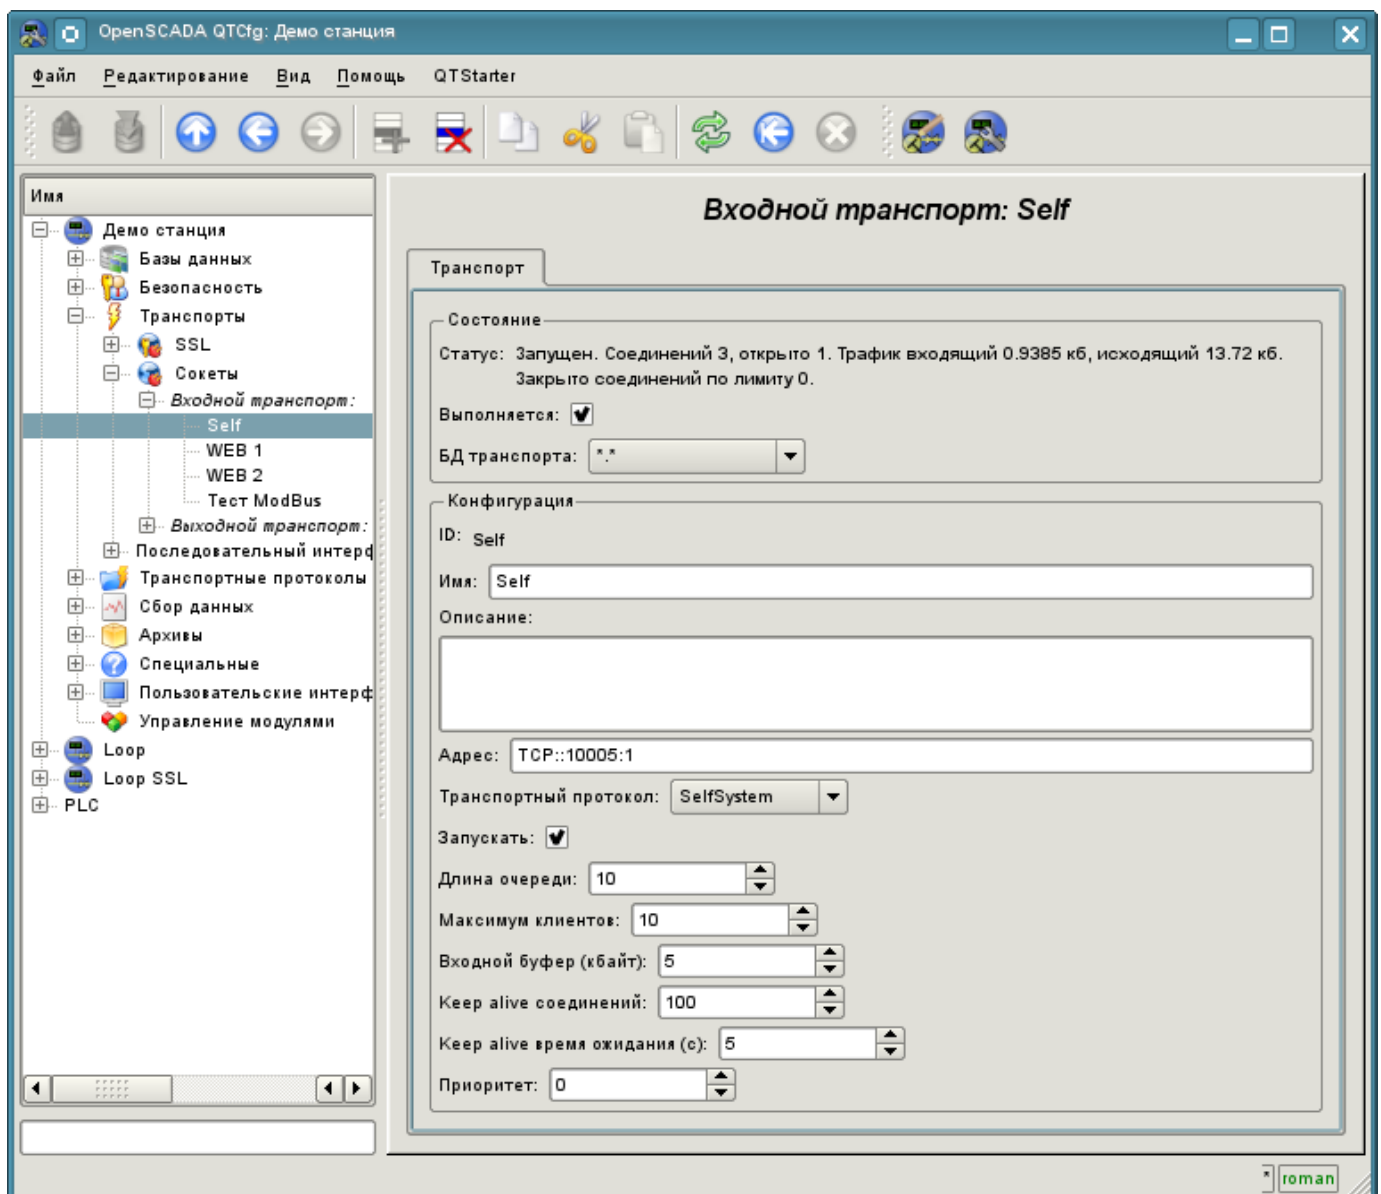 OpenSCADA QTCfg: Демо станция
Файл Редактирование Вид Помощь QTStarter
Имя
Демо станция
Базы данных
Безопасность
Транспорты
SSL
Сокеты
Входной транспорт:
Self
WEB 1
WEB 2
Тест ModBus
Выходной транспорт:
Последовательный интерф
Транспортные протоколы
Сбор данных
Архивы
Специальные
Пользовательские интерф
Управление модулями
Loop
Loop SSL
PLC
Входной транспорт: Self
Транспорт
Состояние
Статус: Запущен. Соединений 3, открыто 1. Трафик входящий 0.9385 кб, исходящий 13.72 кб.
Закрыто соединений по лимиту 0.
Выполняется:
БД транспорта: *.*
Конфигурация
ID: Self
Имя: Self
Описание:
Адрес: TCP::10005:1
Транспортный протокол: SelfSystem
Запускать:
Длина очереди: 10
Максимум клиентов: 10
Входной буфер (кбайт): 5
Keep alive соединений: 100
Keep alive время ожидания (с): 5
Приоритет: 0
* roman